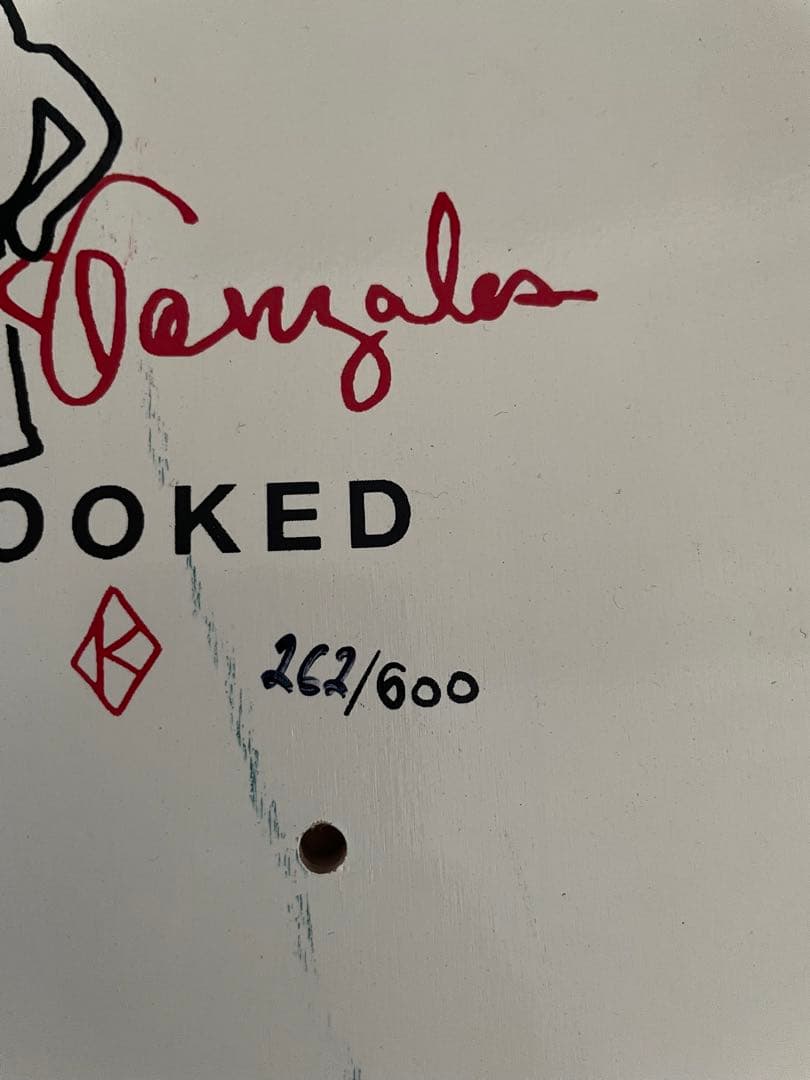 Gonzales
OOKED
K
262/600